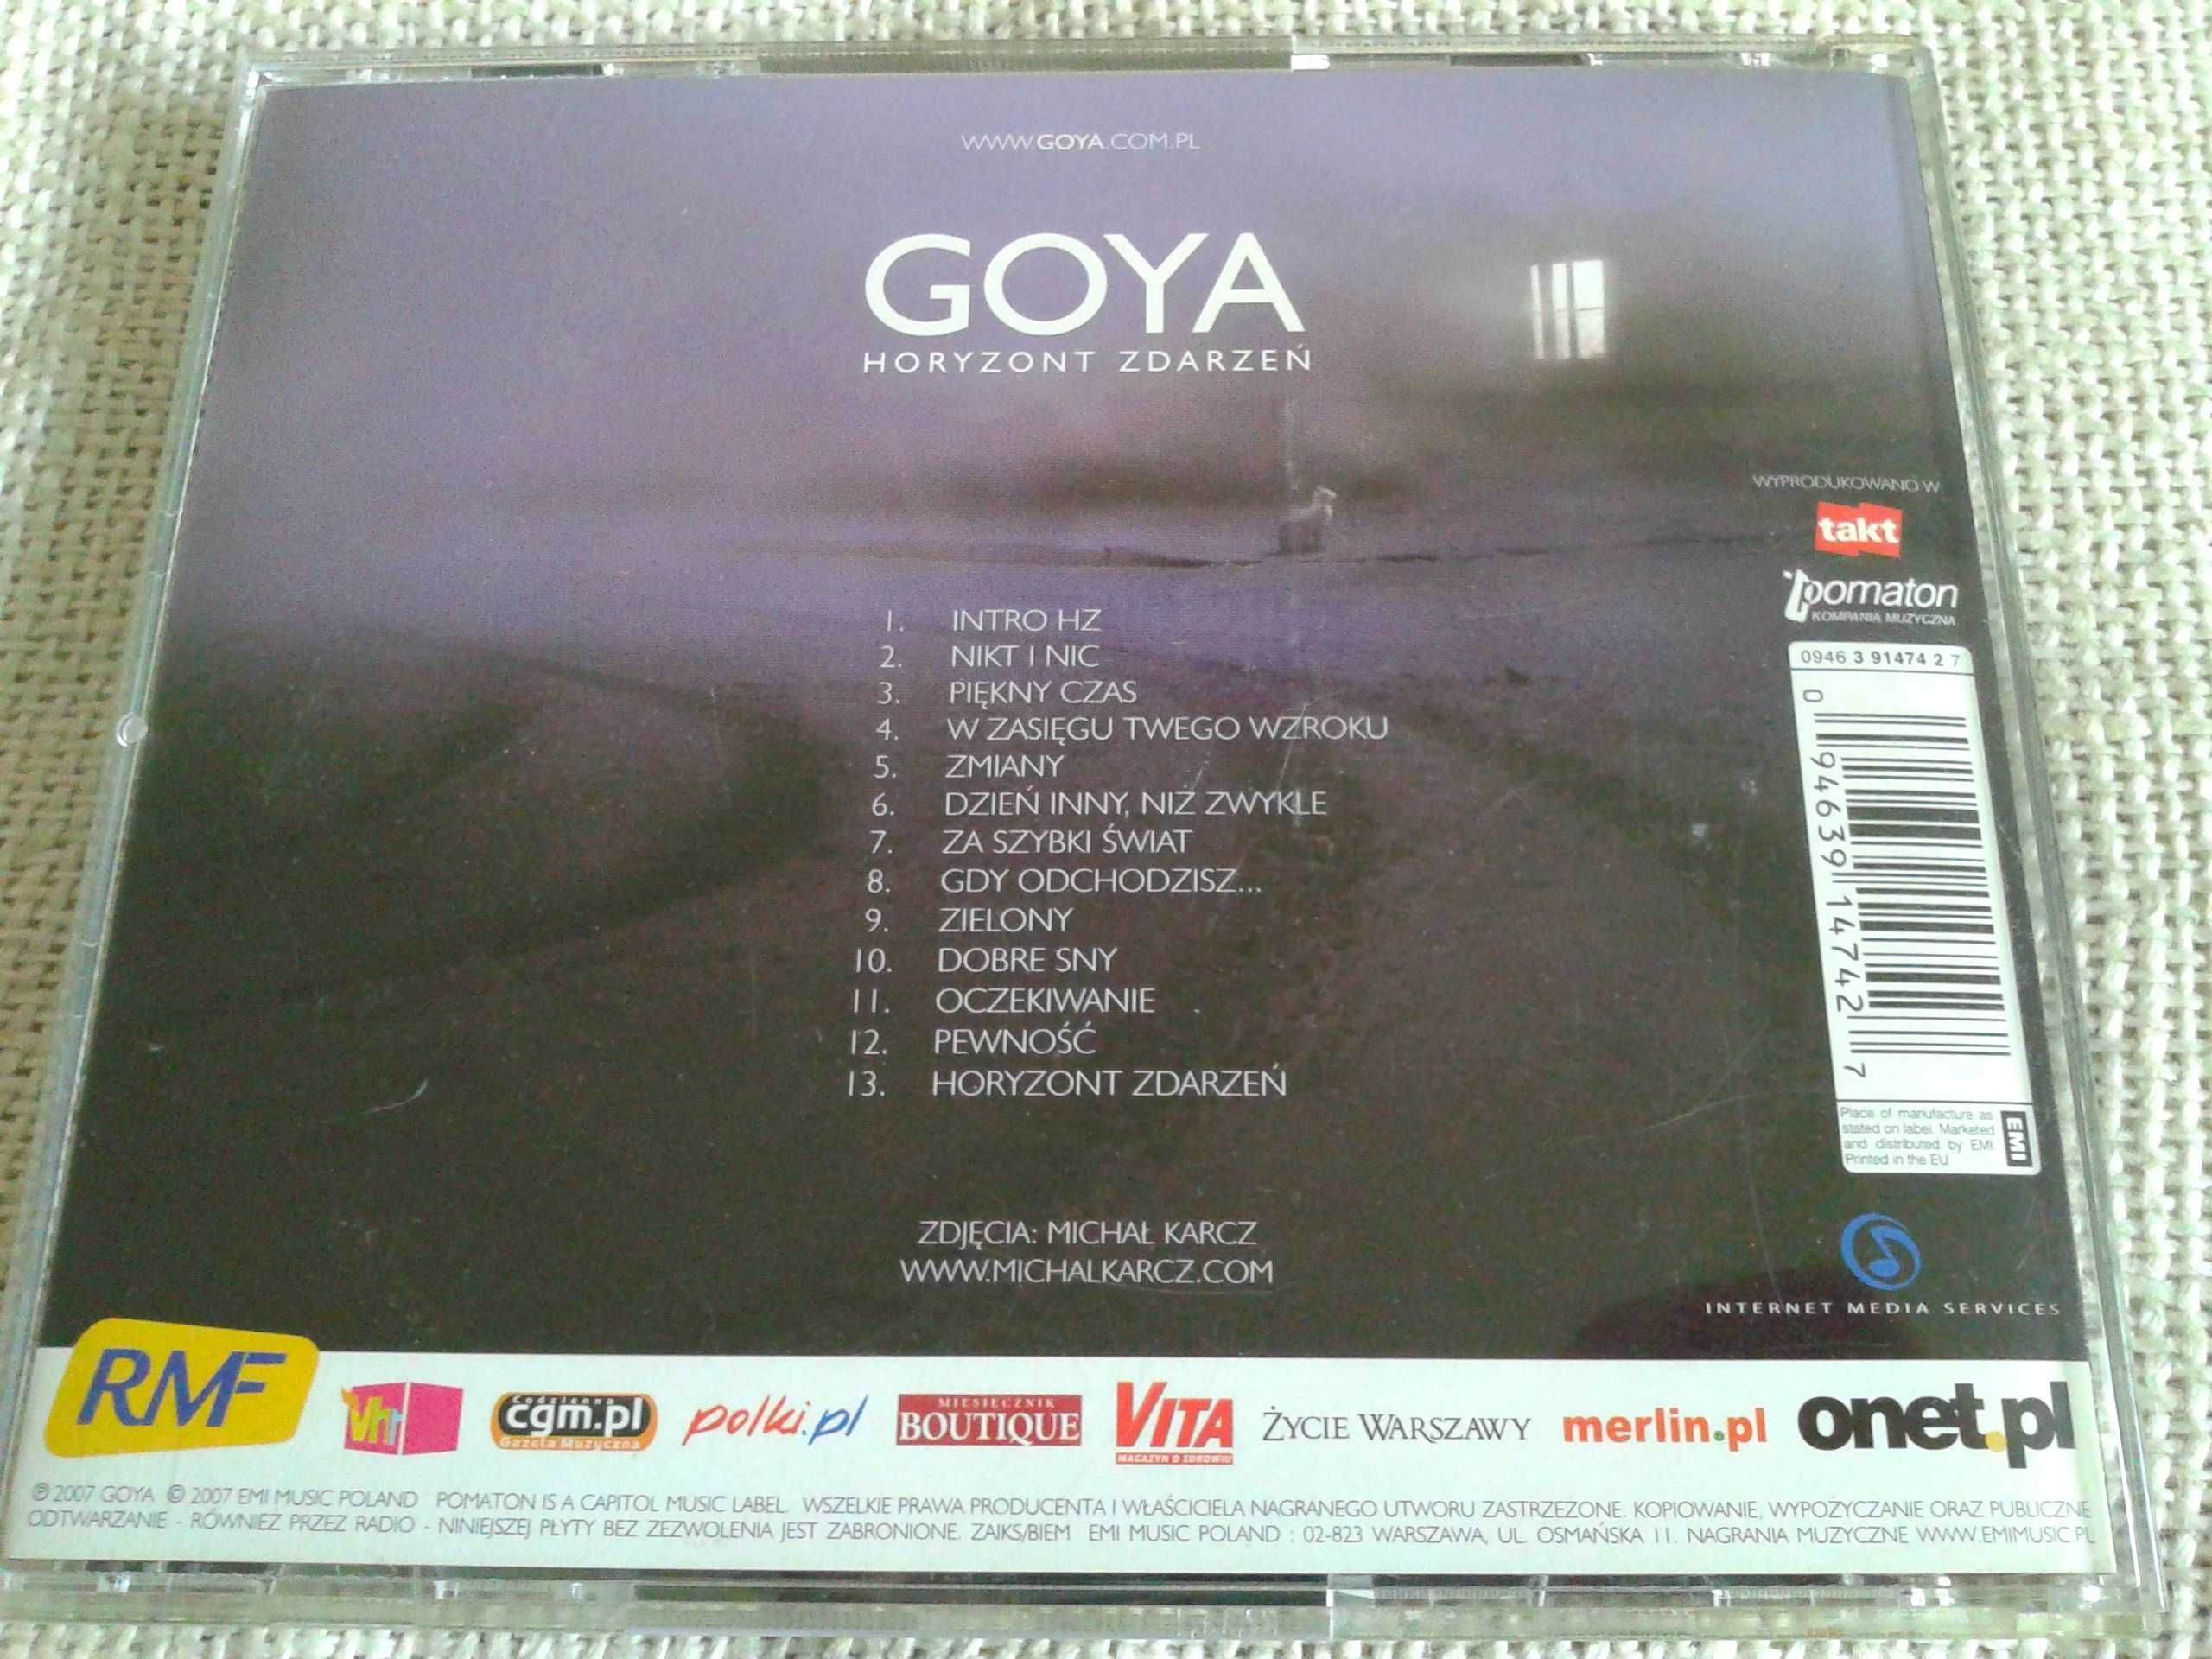 WWW.GOYA.COM.PL
GOYA
HORYZONT ZDARZEŃ
WYPRODUKOWANO W
takt
pomaton
KOMPANIA MUZYCZNA
1. INTRO HZ
2. NIKT I NIC
3. PIĘKNY CZAS
4. W ZASIĘGU TWEGO WZROKU
5. ZMIANY
6. DZIEŃ INNY, NIŻ ZWYKLE
7. ZA SZYBKI ŚWIAT
8. GDY ODCHODZISZ...
9. ZIELONY
10. DOBRE SNY
11. OCZEKIWANIE
12. PEWNOŚĆ
13. HORYZONT ZDARZEŃ
0946 3 91474 2 7
0 94639 14742 7
Place of manufacture as
stated on label. Marketed
and distributed by EMI.
Printed in the EU
EMI
ZDJĘCIA: MICHAŁ KARCZ
WWW.MICHALKARCZ.COM
INTERNET MEDIA SERVICES
RMF
Vh1
Codzienna
cgm.pl
Gazeta Muzyczna
polki.pl
MIESIĘCZNIK
BOUTIQUE
VITA
MAGAZYN O ZDROWIU
ŻYCIE WARSZAWY
merlin.pl
onet.pl
℗ 2007 GOYA © 2007 EMI MUSIC POLAND POMATON IS A CAPITOL MUSIC LABEL. WSZELKIE PRAWA PRODUCENTA I WŁAŚCICIELA NAGRANEGO UTWORU ZASTRZEŻONE. KOPIOWANIE, WYPOŻYCZANIE ORAZ PUBLICZNE
ODTWARZANIE - RÓWNIEŻ PRZEZ RADIO - NINIEJSZEJ PŁYTY BEZ ZEZWOLENIA JEST ZABRONIONE. ZAIKS/BIEM EMI MUSIC POLAND : 02-823 WARSZAWA, UL. OSMAŃSKA 11. NAGRANIA MUZYCZNE WWW.EMIMUSIC.PL